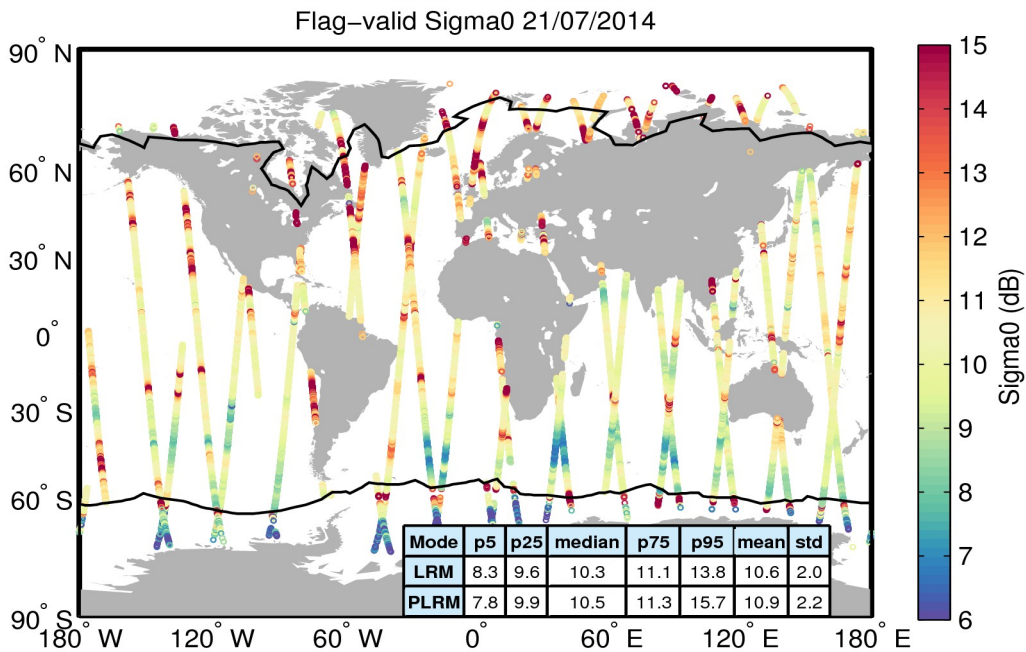 Flag−valid Sigma0 21/07/2014
90° N
60° N
30° N
0°
30° S
60° S
90° S
180° W
120° W
60° W
0°
60° E
120° E
180° E
Mode p5 p25 median p75 p95 mean std
LRM 8.3 9.6 10.3 11.1 13.8 10.6 2.0
PLRM 7.8 9.9 10.5 11.3 15.7 10.9 2.2
15
14
13
12
11
10
9
8
7
6
Sigma0 (dB)